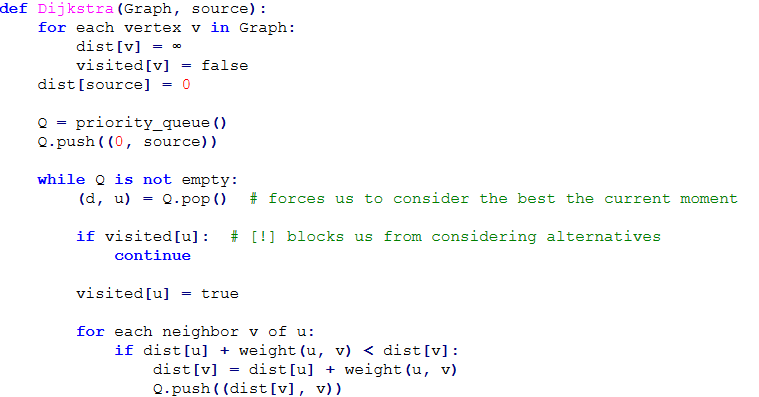 def Dijkstra(Graph, source):
    for each vertex v in Graph:
        dist[v] = ∞
        visited[v] = false
    dist[source] = 0

    Q = priority_queue()
    Q.push((0, source))

    while Q is not empty:
        (d, u) = Q.pop()  # forces us to consider the best the current moment

        if visited[u]:  # [!] blocks us from considering alternatives
            continue

        visited[u] = true

        for each neighbor v of u:
            if dist[u] + weight(u, v) < dist[v]:
                dist[v] = dist[u] + weight(u, v)
                Q.push((dist[v], v))